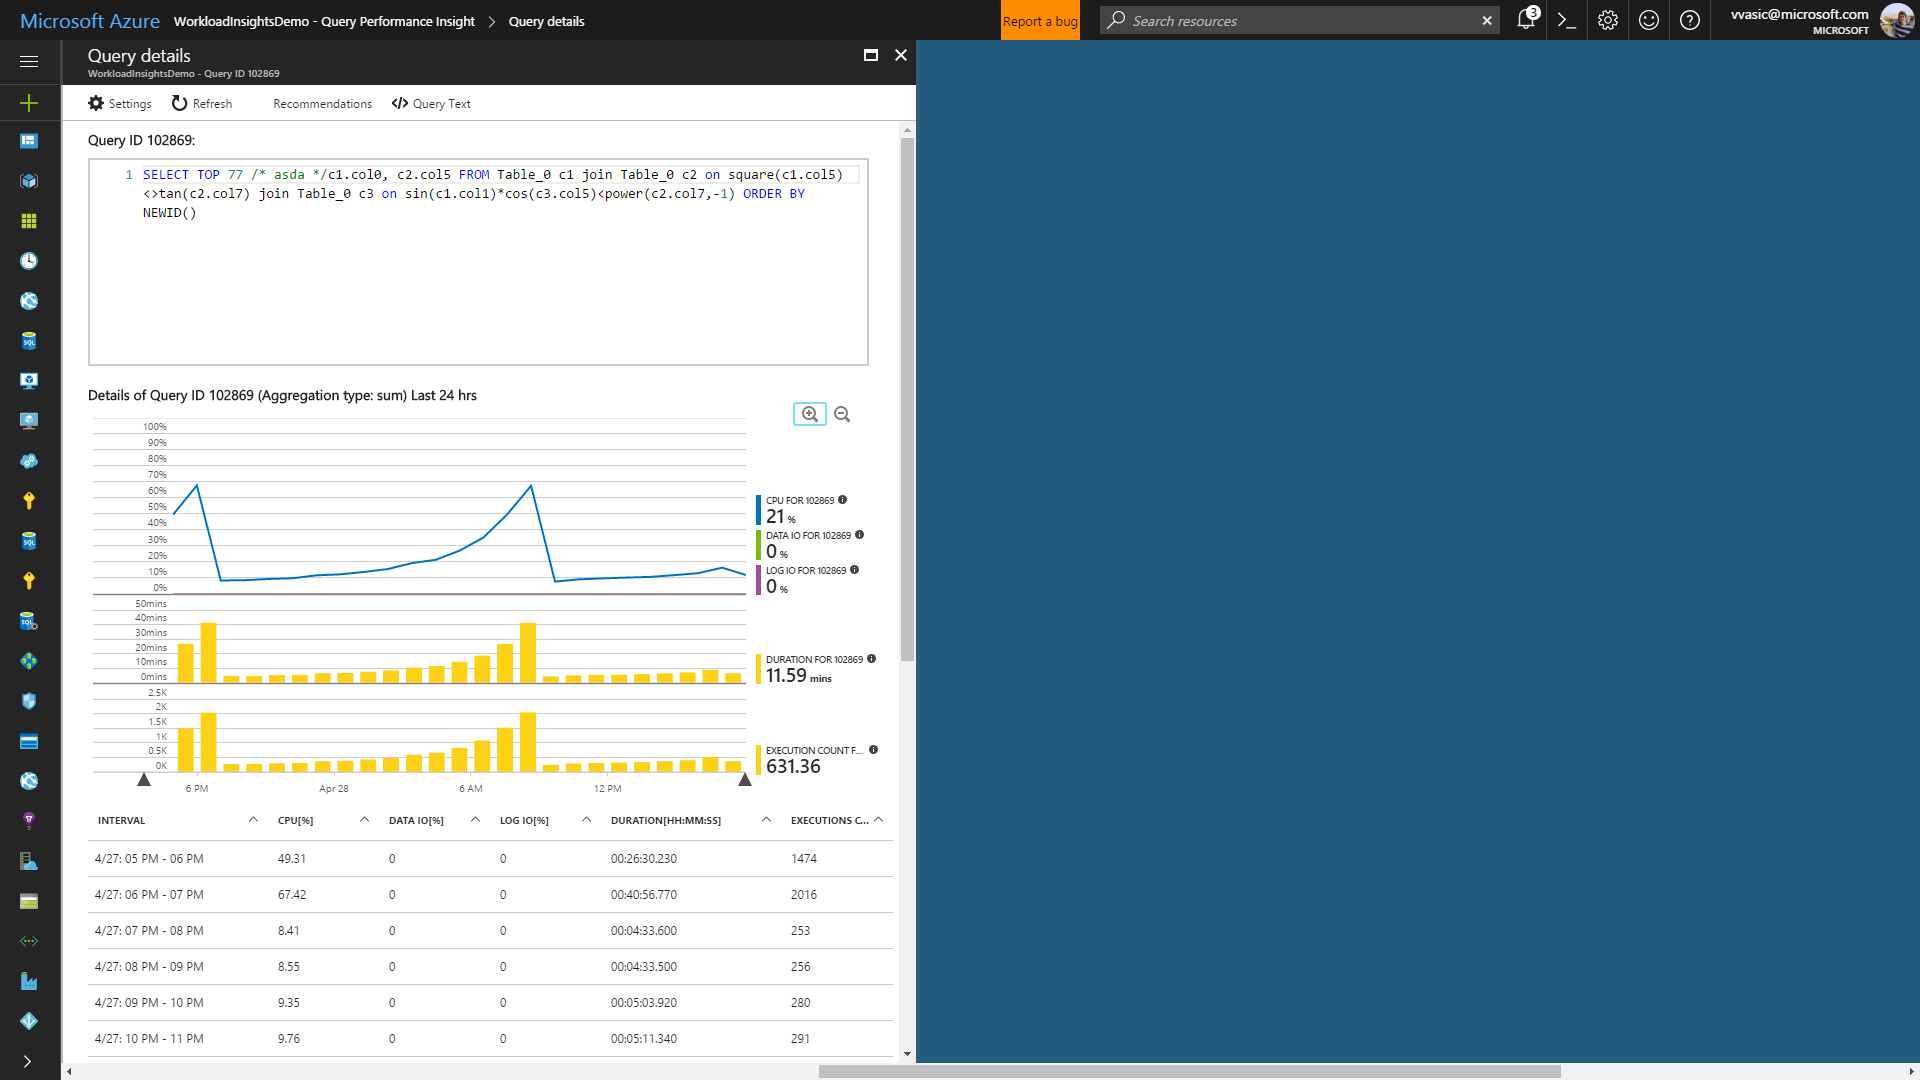 Microsoft Azure WorkloadInsightsDemo - Query Performance Insight Query details
Report a bug
Search resources
3
vvasic@microsoft.com
MICROSOFT
Query details
WorkloadInsightsDemo - Query ID 102869
Settings Refresh Recommendations </> Query Text
Query ID 102869:
1 SELECT TOP 77 /* asda */c1.col0, c2.col5 FROM Table_0 c1 join Table_0 c2 on square(c1.col5)
<>tan(c2.col7) join Table_0 c3 on sin(c1.col1)*cos(c3.col5)<power(c2.col7,-1) ORDER BY
NEWID()
Details of Query ID 102869 (Aggregation type: sum) Last 24 hrs
100%
90%
80%
70%
60%
50%
40%
30%
20%
10%
0%
CPU FOR 102869
21 %
DATA IO FOR 102869
0 %
LOG IO FOR 102869
0 %
50mins
40mins
30mins
20mins
10mins
0mins
DURATION FOR 102869
11.59 mins
2.5K
2K
1.5K
1K
0.5K
0K
EXECUTION COUNT F...
631.36
6 PM Apr 28 6 AM 12 PM
INTERVAL CPU[%] DATA IO[%] LOG IO[%] DURATION[HH:MM:SS] EXECUTIONS C...
4/27: 05 PM - 06 PM 49.31 0 0 00:26:30.230 1474
4/27: 06 PM - 07 PM 67.42 0 0 00:40:56.770 2016
4/27: 07 PM - 08 PM 8.41 0 0 00:04:33.600 253
4/27: 08 PM - 09 PM 8.55 0 0 00:04:33.500 256
4/27: 09 PM - 10 PM 9.35 0 0 00:05:03.920 280
4/27: 10 PM - 11 PM 9.76 0 0 00:05:11.340 291